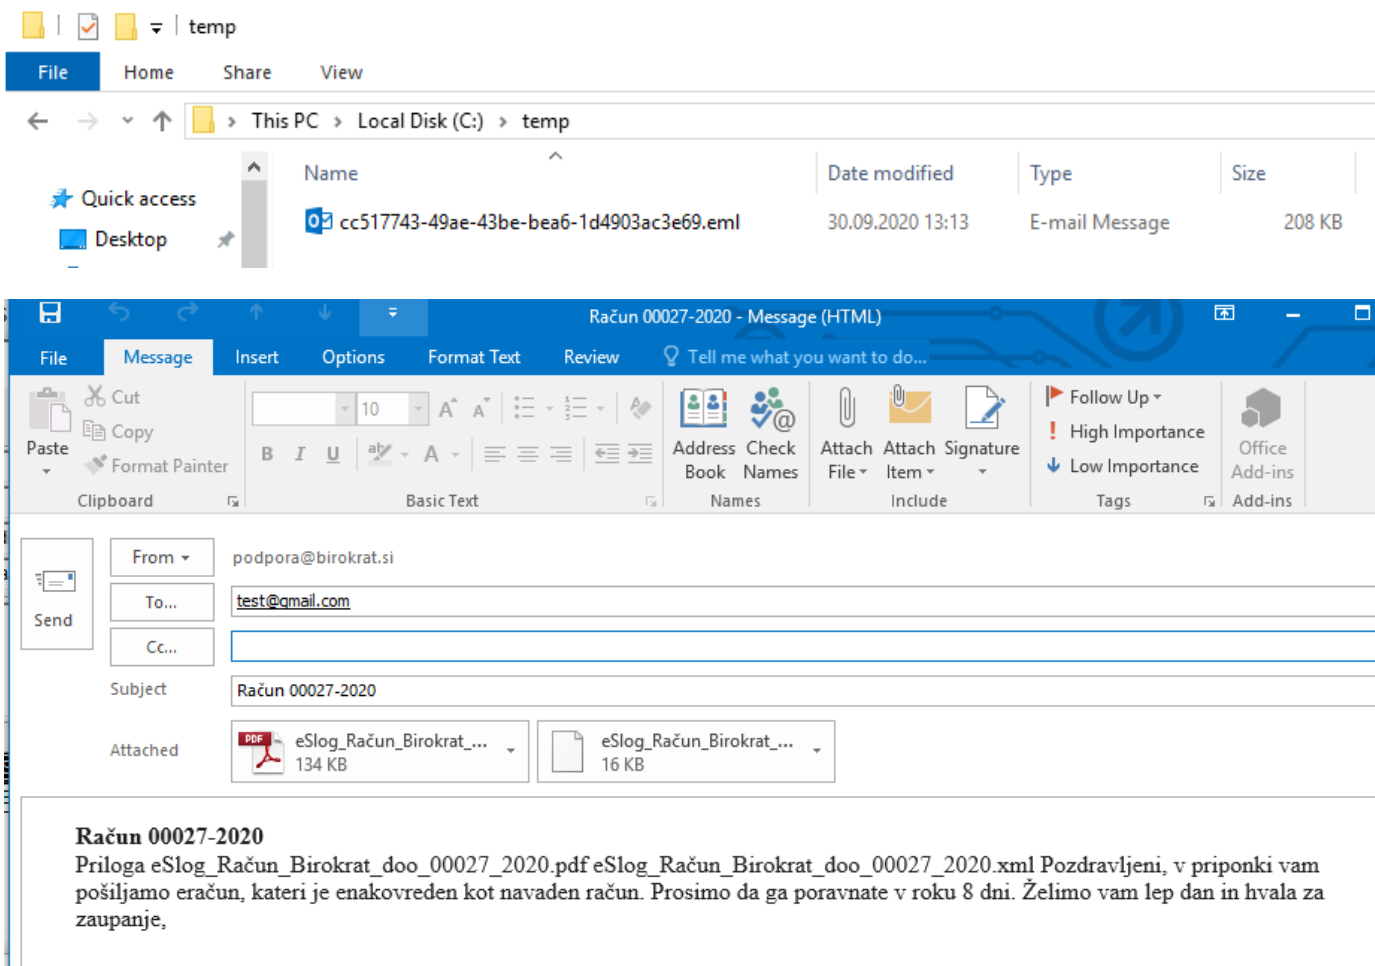 temp
File Home Share View
This PC > Local Disk (C:) > temp
Name Date modified Type Size
Quick access
cc517743-49ae-43be-bea6-1d4903ac3e69.eml 30.09.2020 13:13 E-mail Message 208 KB
Desktop
Račun 00027-2020 - Message (HTML)
File Message Insert Options Format Text Review Tell me what you want to do...
Paste
Cut
Copy
Format Painter
Clipboard
10
B I U
Basic Text
Address Book
Check Names
Names
Attach File
Attach Item
Signature
Include
Follow Up
High Importance
Low Importance
Tags
Office Add-ins
Add-ins
Send
From podpora@birokrat.si
To... test@gmail.com
Cc...
Subject Račun 00027-2020
Attached
PDF eSlog_Račun_Birokrat_...
134 KB
eSlog_Račun_Birokrat_...
16 KB
Račun 00027-2020
Priloga eSlog_Račun_Birokrat_doo_00027_2020.pdf eSlog_Račun_Birokrat_doo_00027_2020.xml Pozdravljeni, v priponki vam
pošiljamo eračun, kateri je enakovreden kot navaden račun. Prosimo da ga poravnate v roku 8 dni. Želimo vam lep dan in hvala za
zaupanje,